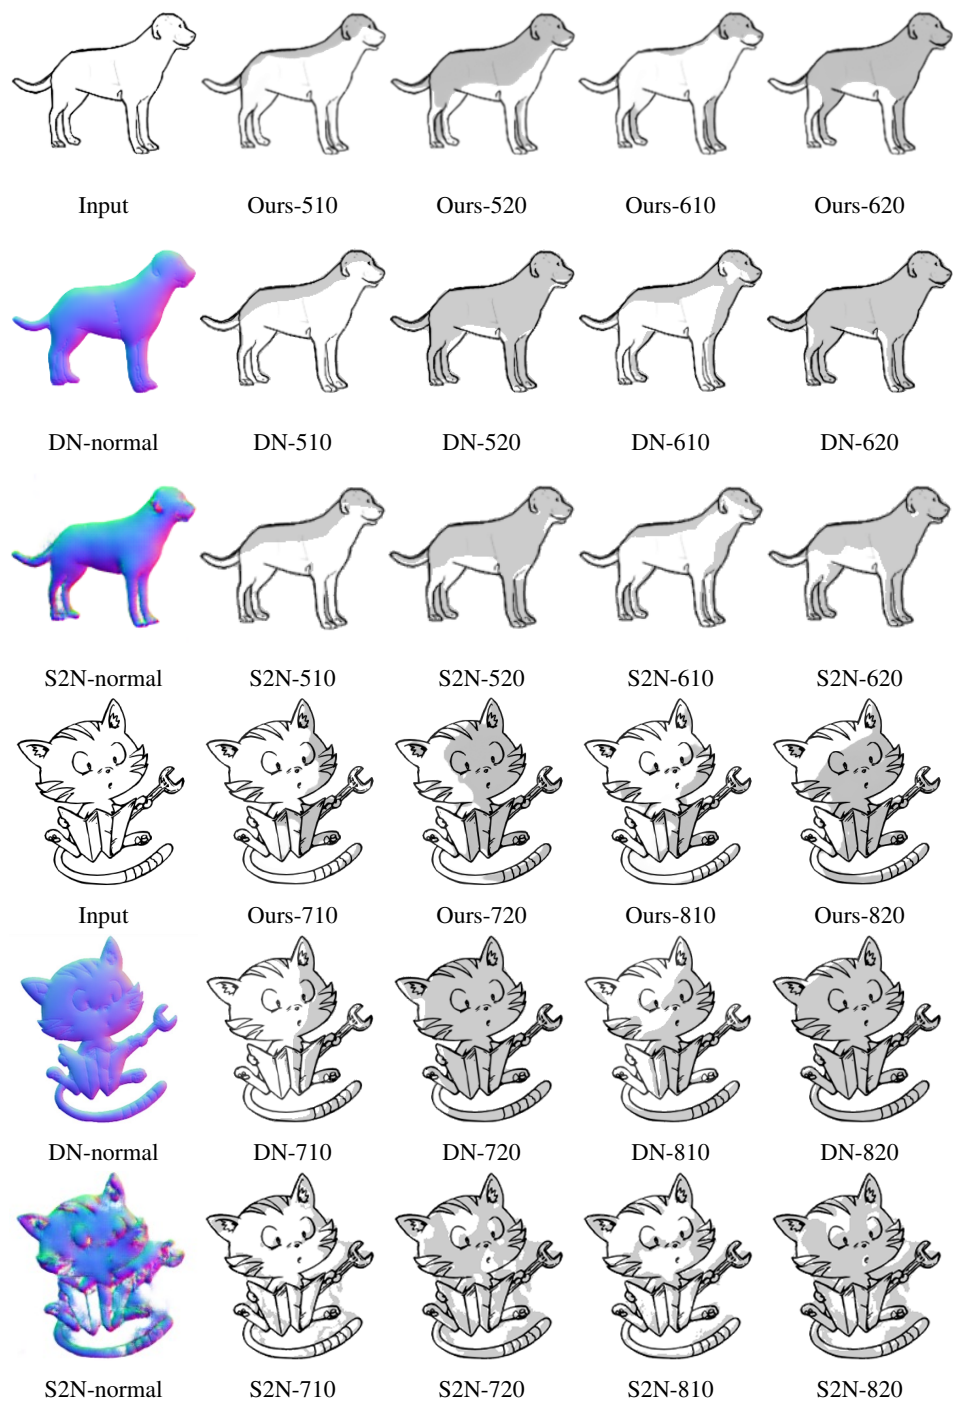 Input Ours-510 Ours-520 Ours-610 Ours-620
DN-normal DN-510 DN-520 DN-610 DN-620
S2N-normal S2N-510 S2N-520 S2N-610 S2N-620
Input Ours-710 Ours-720 Ours-810 Ours-820
DN-normal DN-710 DN-720 DN-810 DN-820
S2N-normal S2N-710 S2N-720 S2N-810 S2N-820